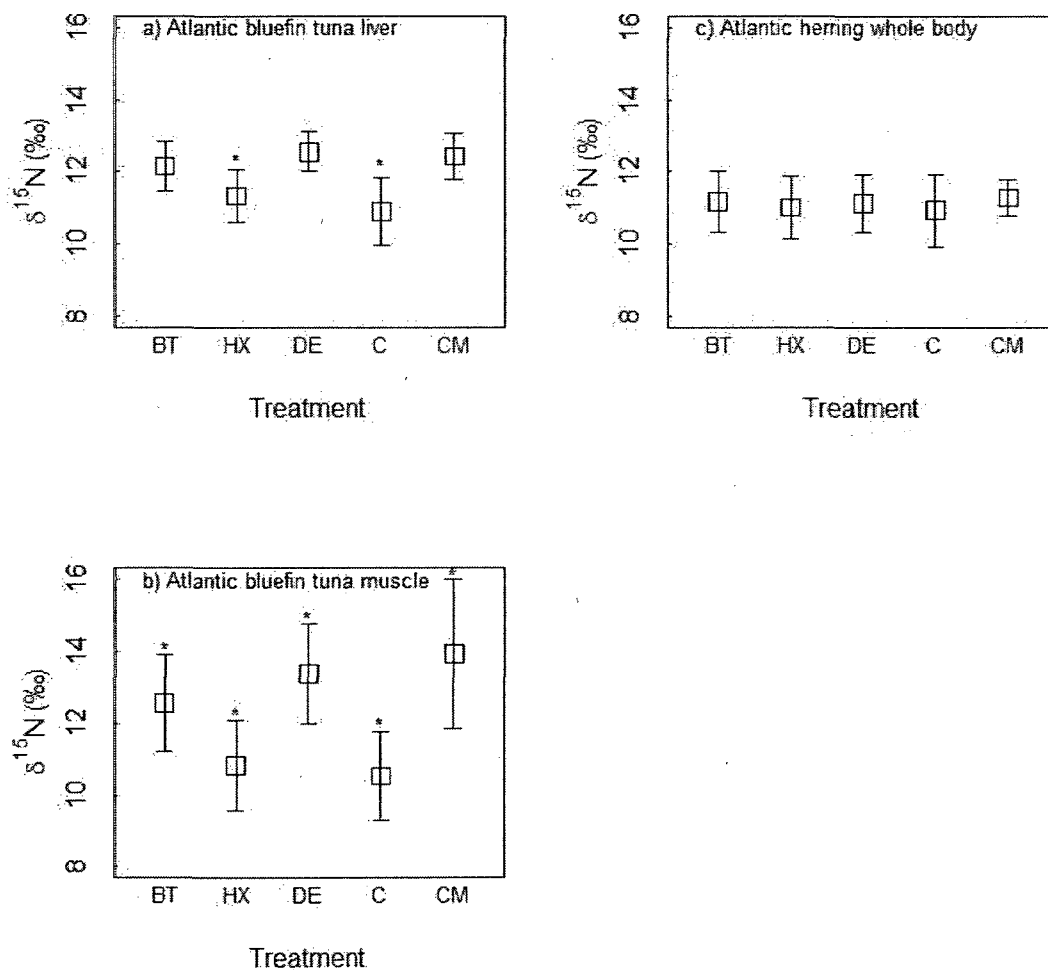 a) Atlantic bluefin tuna liver
δ15N (‰)
16
14
12
10
8
* *
BT HX DE C CM
Treatment
c) Atlantic herring whole body
δ15N (‰)
16
14
12
10
8
BT HX DE C CM
Treatment
b) Atlantic bluefin tuna muscle
δ15N (‰)
16
14
12
10
8
* * * * *
BT HX DE C CM
Treatment